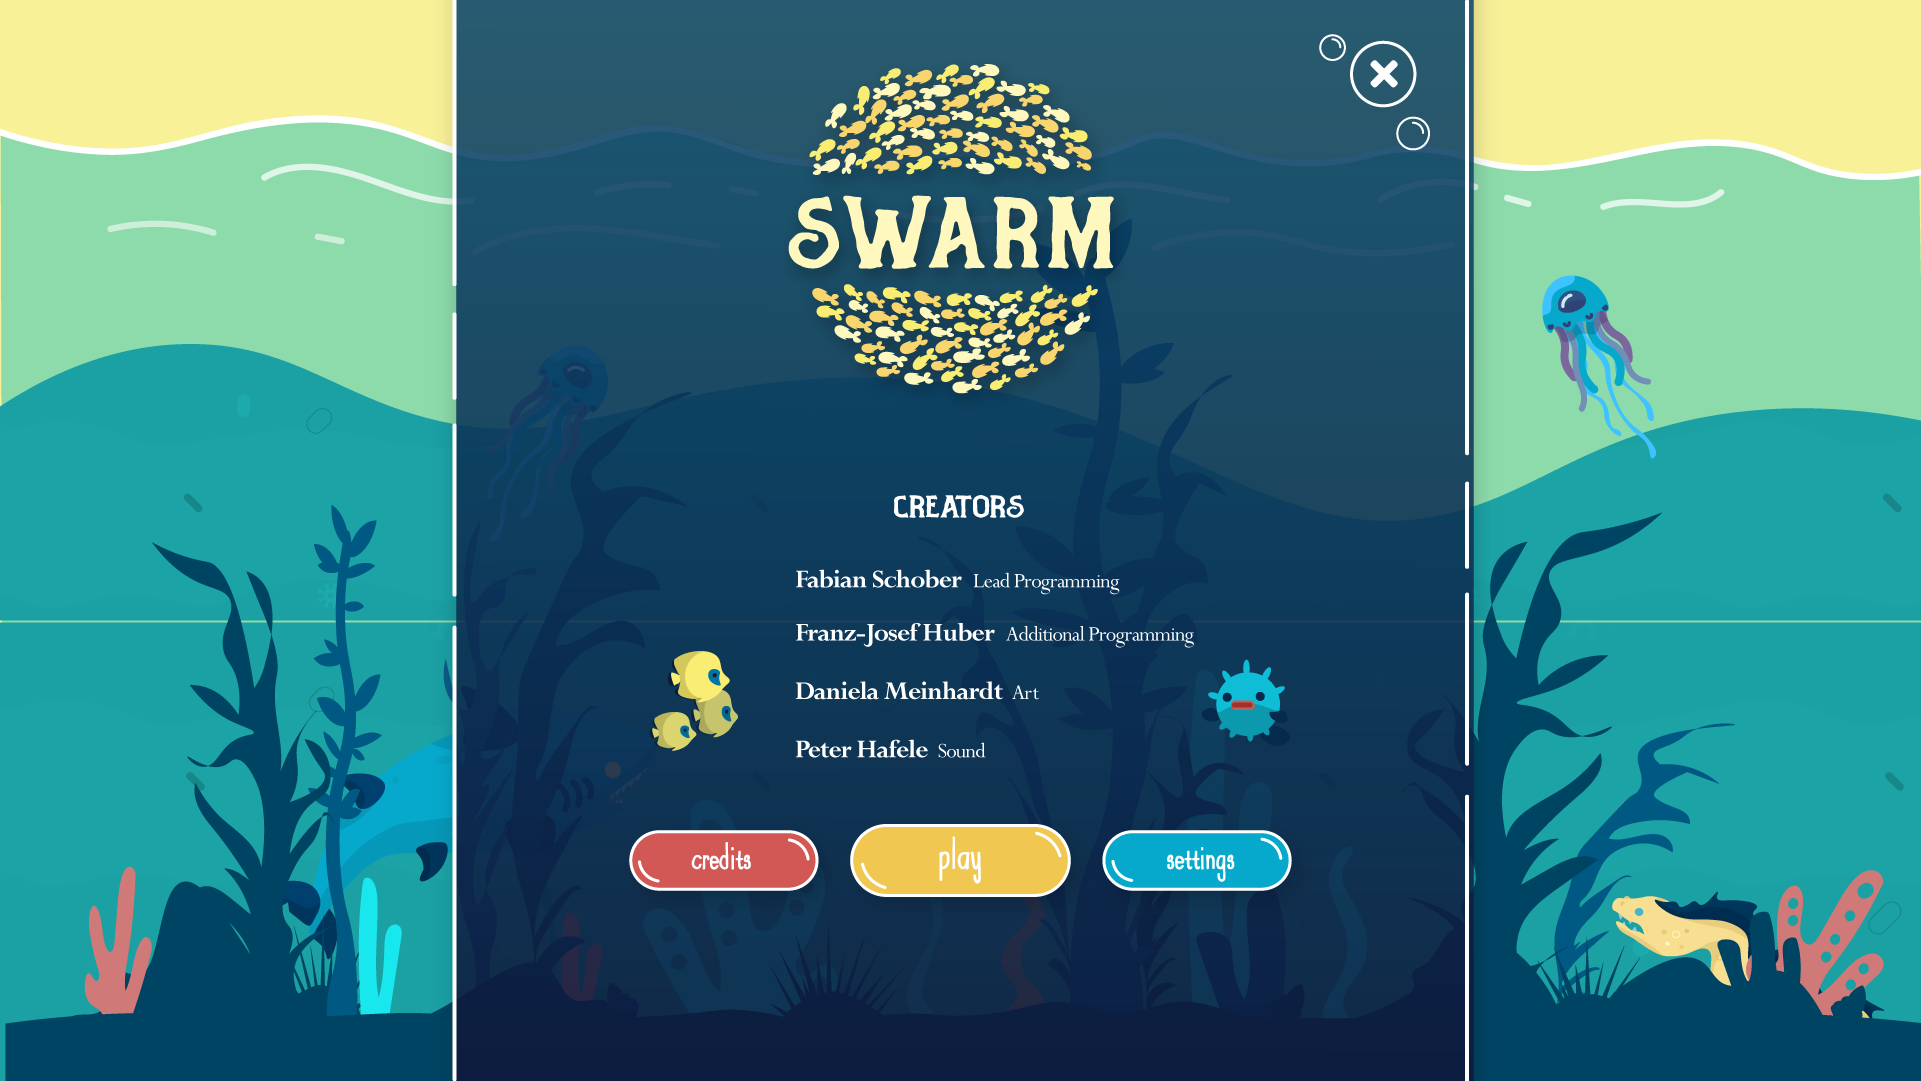 SWARM
CREATORS
Fabian Schober Lead Programming
Franz-Josef Huber Additional Programming
Daniela Meinhardt Art
Peter Hafele Sound
credits play settings